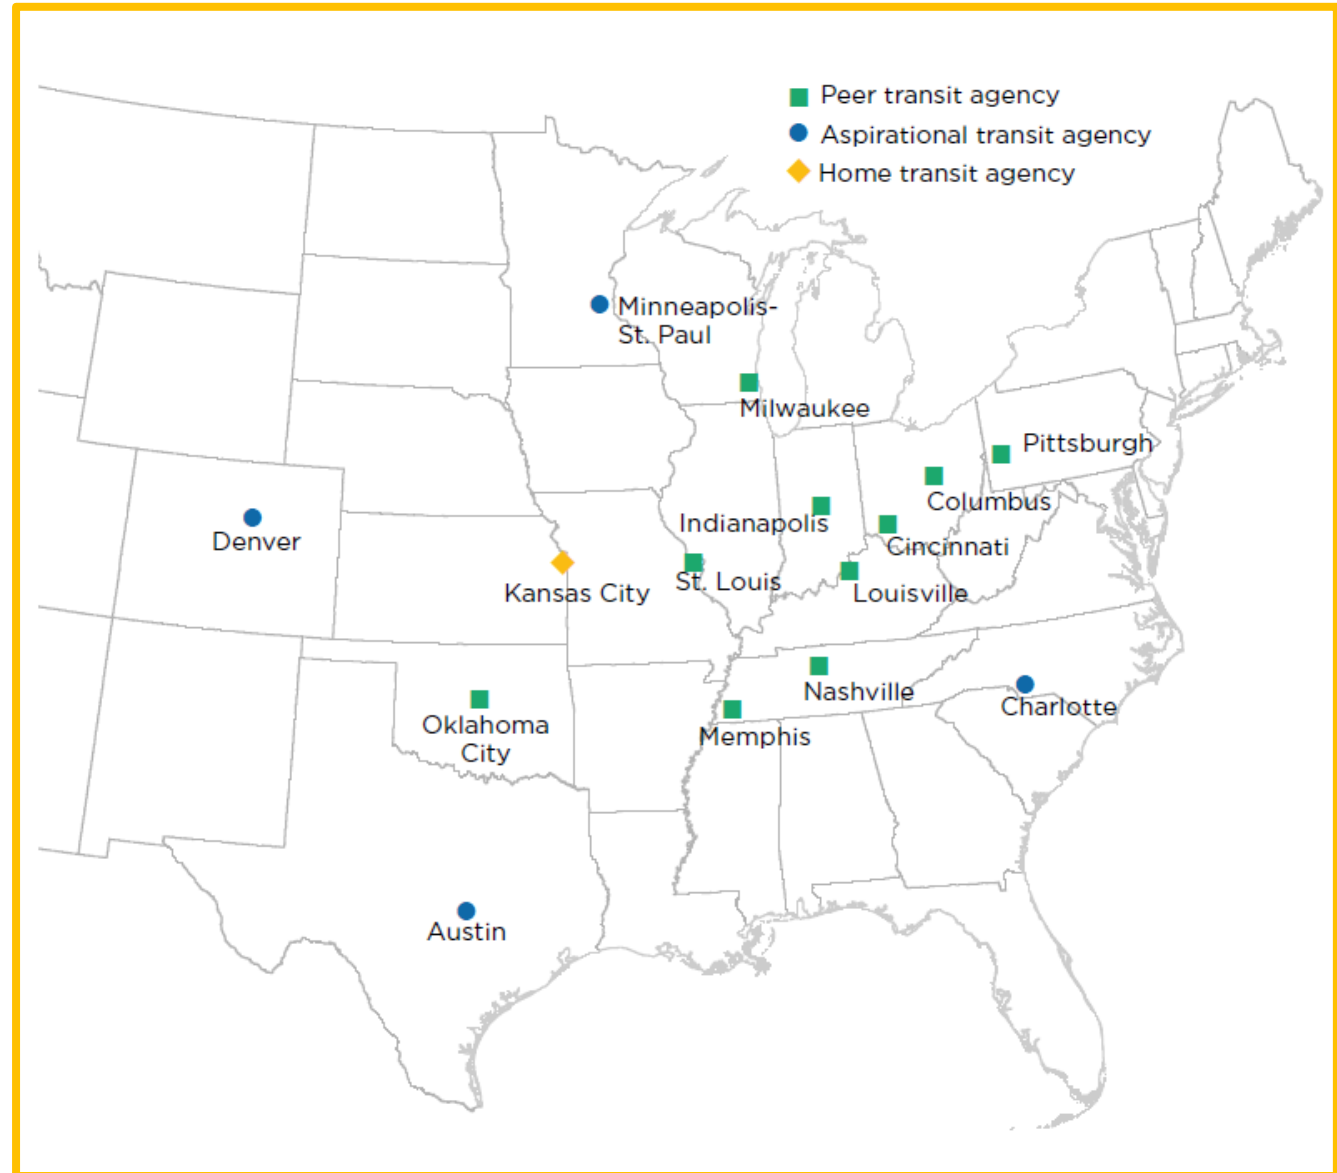 Peer transit agency
Aspirational transit agency
Home transit agency
Minneapolis-
St. Paul
Milwaukee
Pittsburgh
Columbus
Indianapolis
Cincinnati
Denver
St. Louis
Kansas City
Louisville
Nashville
Charlotte
Memphis
Oklahoma
City
Austin